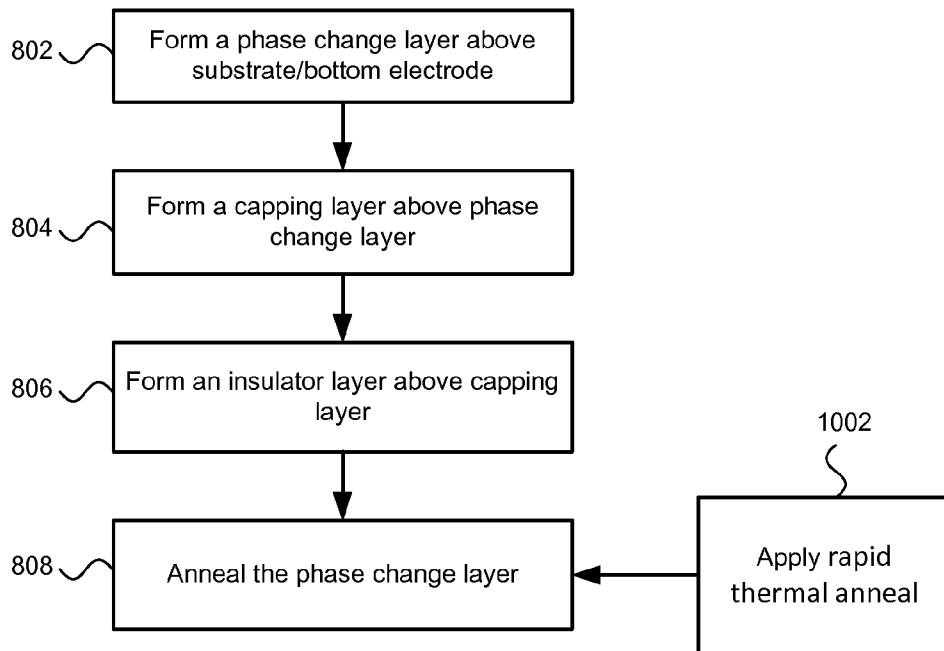 802
Form a phase change layer above
substrate/bottom electrode
804
Form a capping layer above phase
change layer
806
Form an insulator layer above capping
layer
1002
808
Anneal the phase change layer
Apply rapid
thermal anneal